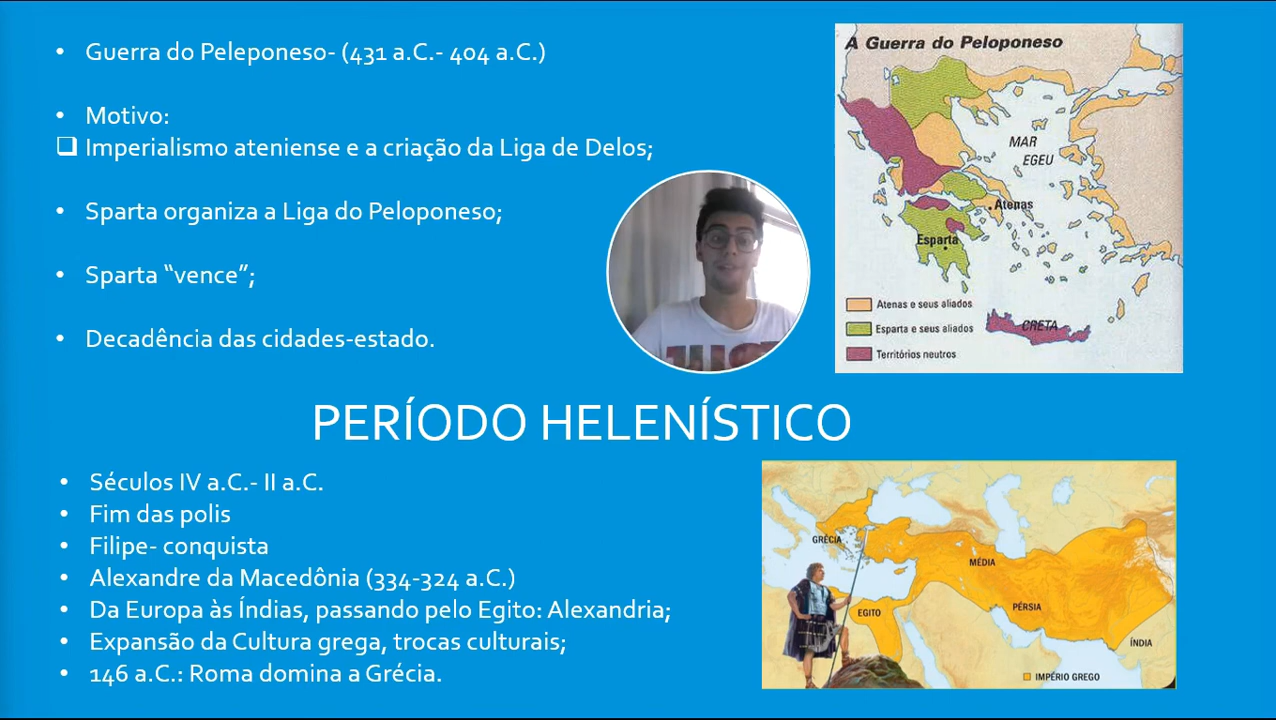 Guerra do Peleponeso- (431 a.C.- 404 a.C.)
Motivo:
Imperialismo ateniense e a criação da Liga de Delos;
Sparta organiza a Liga do Peloponeso;
Sparta “vence”;
Decadência das cidades-estado.
A Guerra do Peloponeso
MAR
EGEU
Atenas
Esparta
CRETA
Atenas e seus aliados
Esparta e seus aliados
Territórios neutros
PERÍODO HELENÍSTICO
Séculos IV a.C.- II a.C.
Fim das polis
Filipe- conquista
Alexandre da Macedônia (334-324 a.C.)
Da Europa às Índias, passando pelo Egito: Alexandria;
Expansão da Cultura grega, trocas culturais;
146 a.C.: Roma domina a Grécia.
GRÉCIA
MÉDIA
EGITO
PÉRSIA
ÍNDIA
IMPÉRIO GREGO